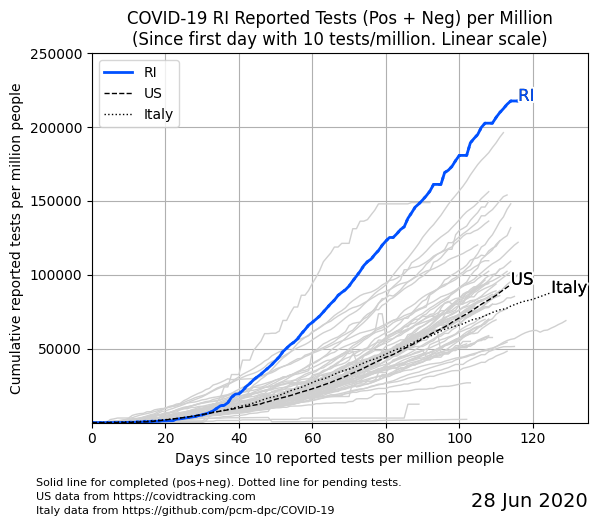 COVID-19 RI Reported Tests (Pos + Neg) per Million
(Since first day with 10 tests/million. Linear scale)
250000
200000
150000
100000
50000
Cumulative reported tests per million people
RI
US
Italy
RI
US
Italy
0 20 40 60 80 100 120
Days since 10 reported tests per million people
Solid line for completed (pos+neg). Dotted line for pending tests.
US data from https://covidtracking.com
Italy data from https://github.com/pcm-dpc/COVID-19
28 Jun 2020